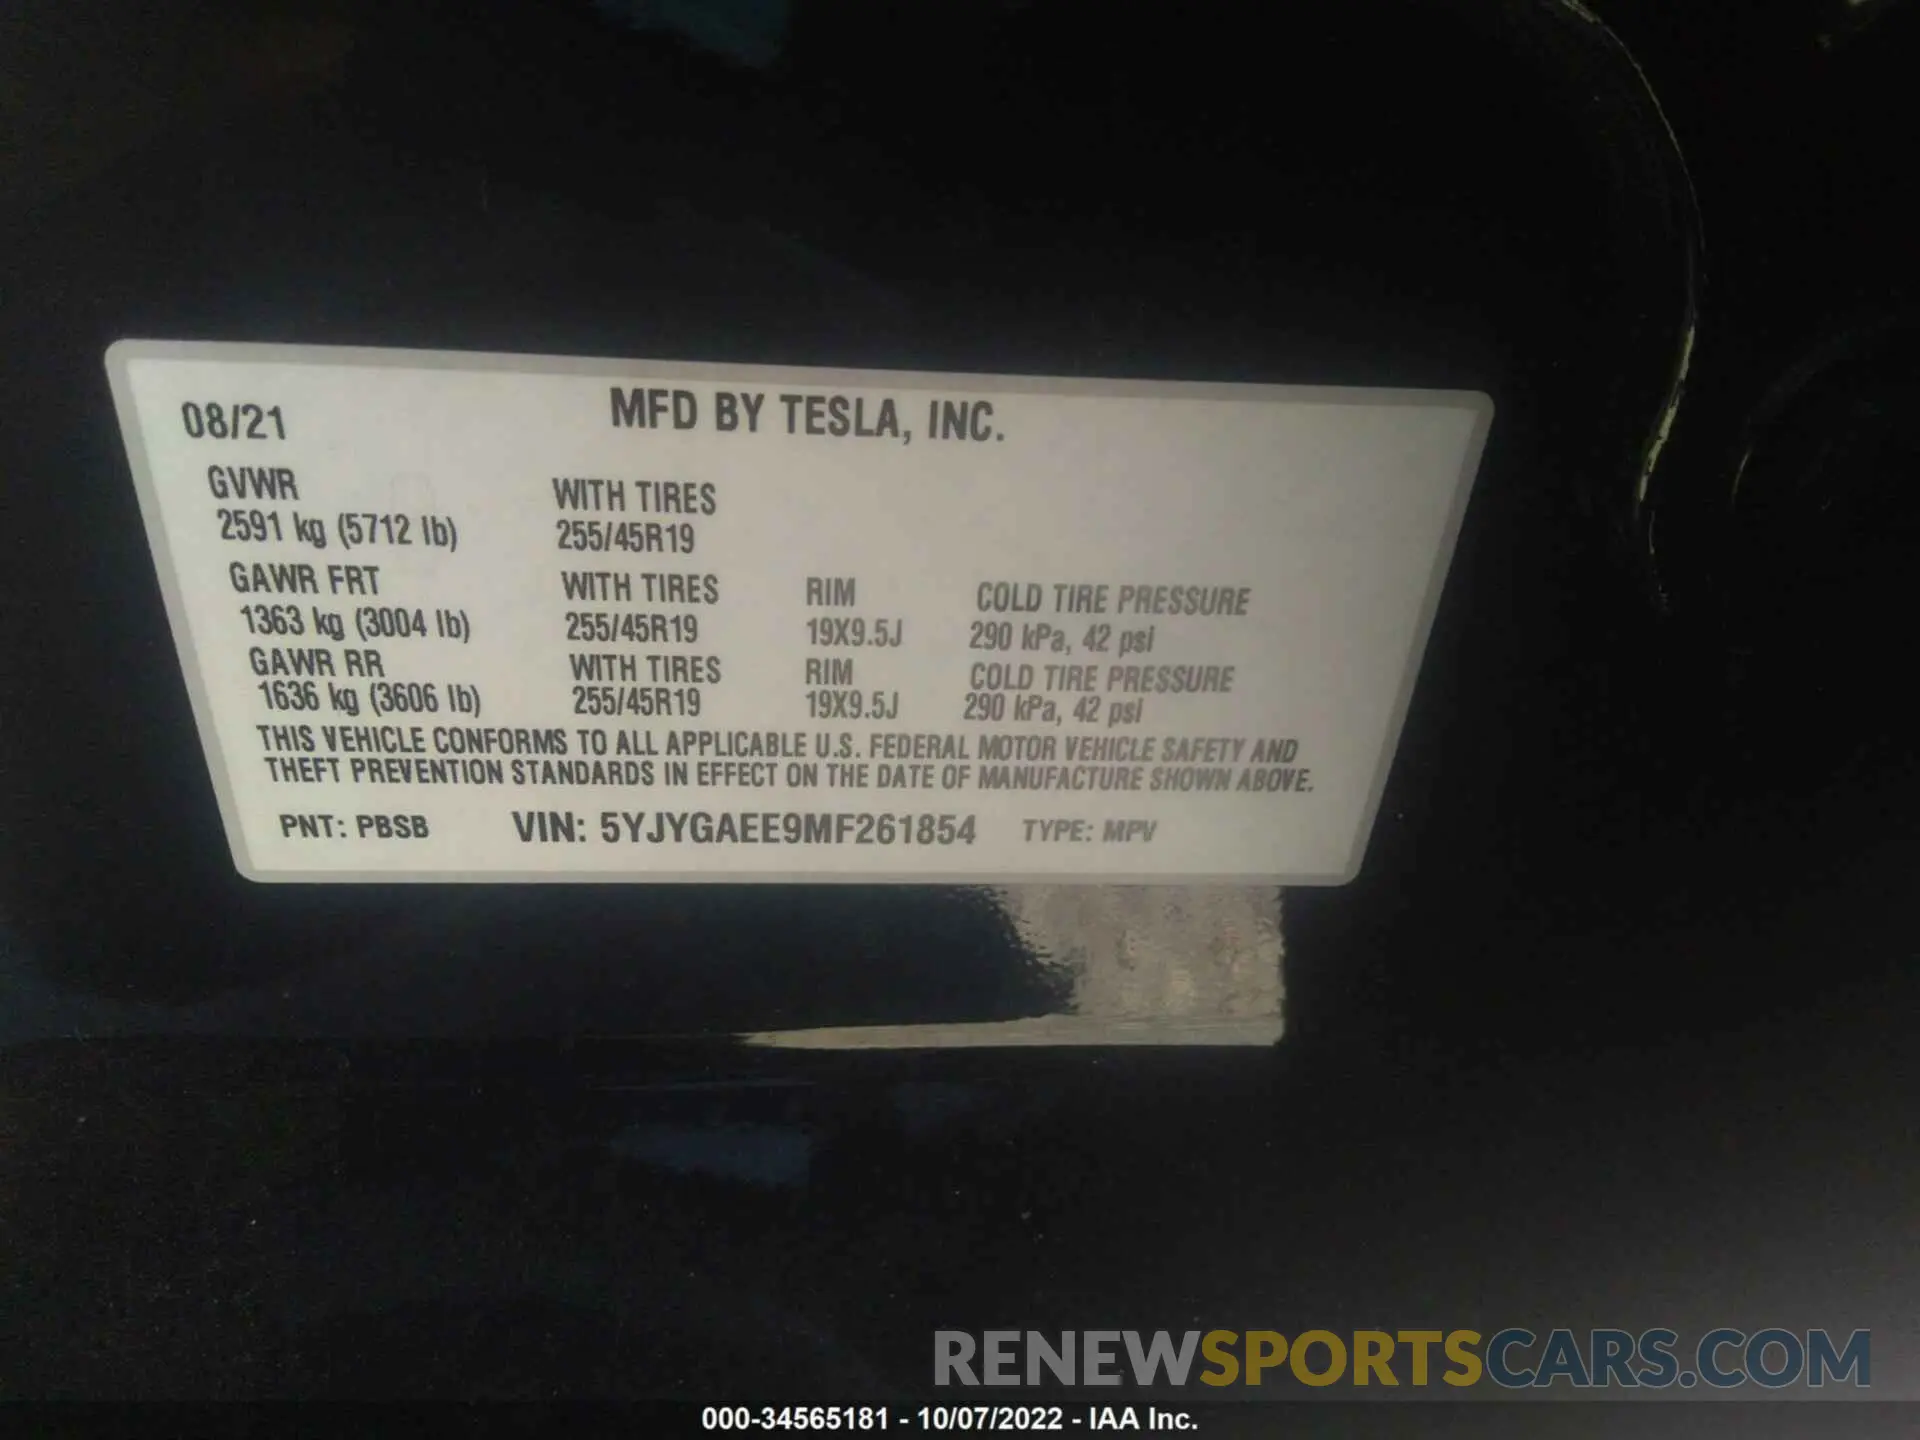 08/21 MFD BY TESLA, INC.
GVWR WITH TIRES
2591 kg (5712 lb) 255/45R19
GAWR FRT WITH TIRES RIM COLD TIRE PRESSURE
1363 kg (3004 lb) 255/45R19 19X9.5J 290 kPa, 42 psi
GAWR RR WITH TIRES RIM COLD TIRE PRESSURE
1636 kg (3606 lb) 255/45R19 19X9.5J 290 kPa, 42 psi
THIS VEHICLE CONFORMS TO ALL APPLICABLE U.S. FEDERAL MOTOR VEHICLE SAFETY AND
THEFT PREVENTION STANDARDS IN EFFECT ON THE DATE OF MANUFACTURE SHOWN ABOVE.
PNT: PBSB VIN: 5YJYGAEE9MF261854 TYPE: MPV
RENEWSPORTSCARS.COM
000-34565181 - 10/07/2022 - IAA Inc.